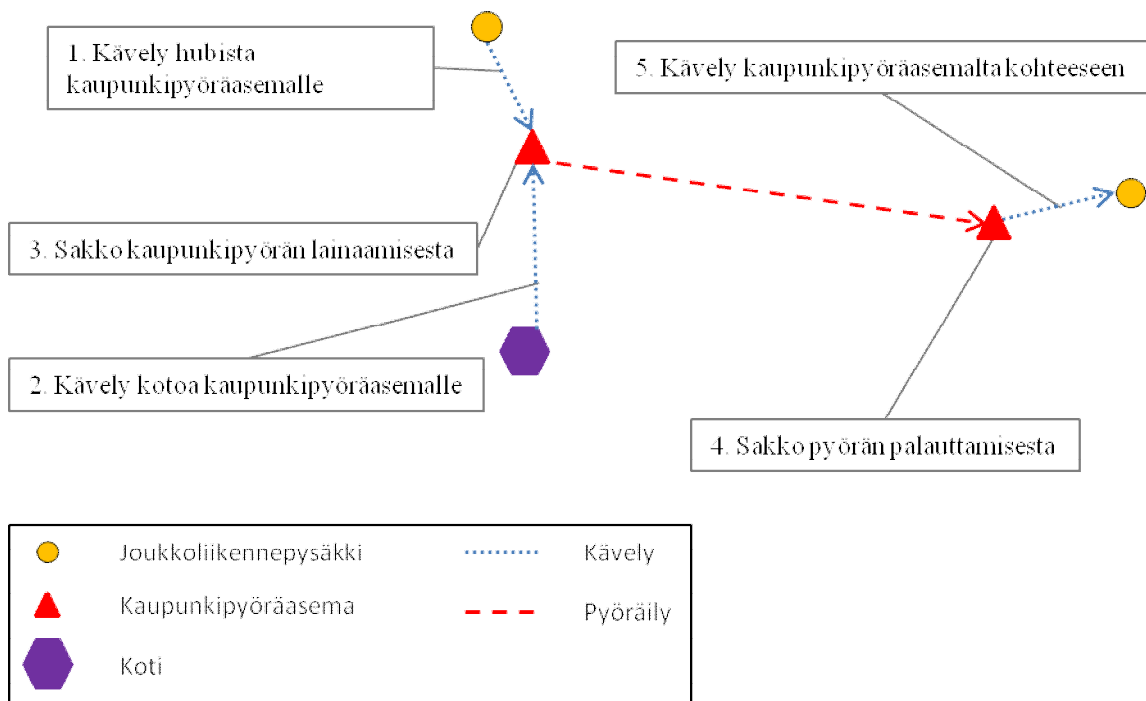 1. Kävely hubista
kaupunkipyöräasemalle
5. Kävely kaupunkipyöräasemalta kohteeseen
3. Sakko kaupunkipyörän lainaamisesta
2. Kävely kotoa kaupunkipyöräasemalle
4. Sakko pyörän palauttamisesta
Joukkoliikennepysäkki
Kävely
Kaupunkipyöräasema
Pyöräily
Koti